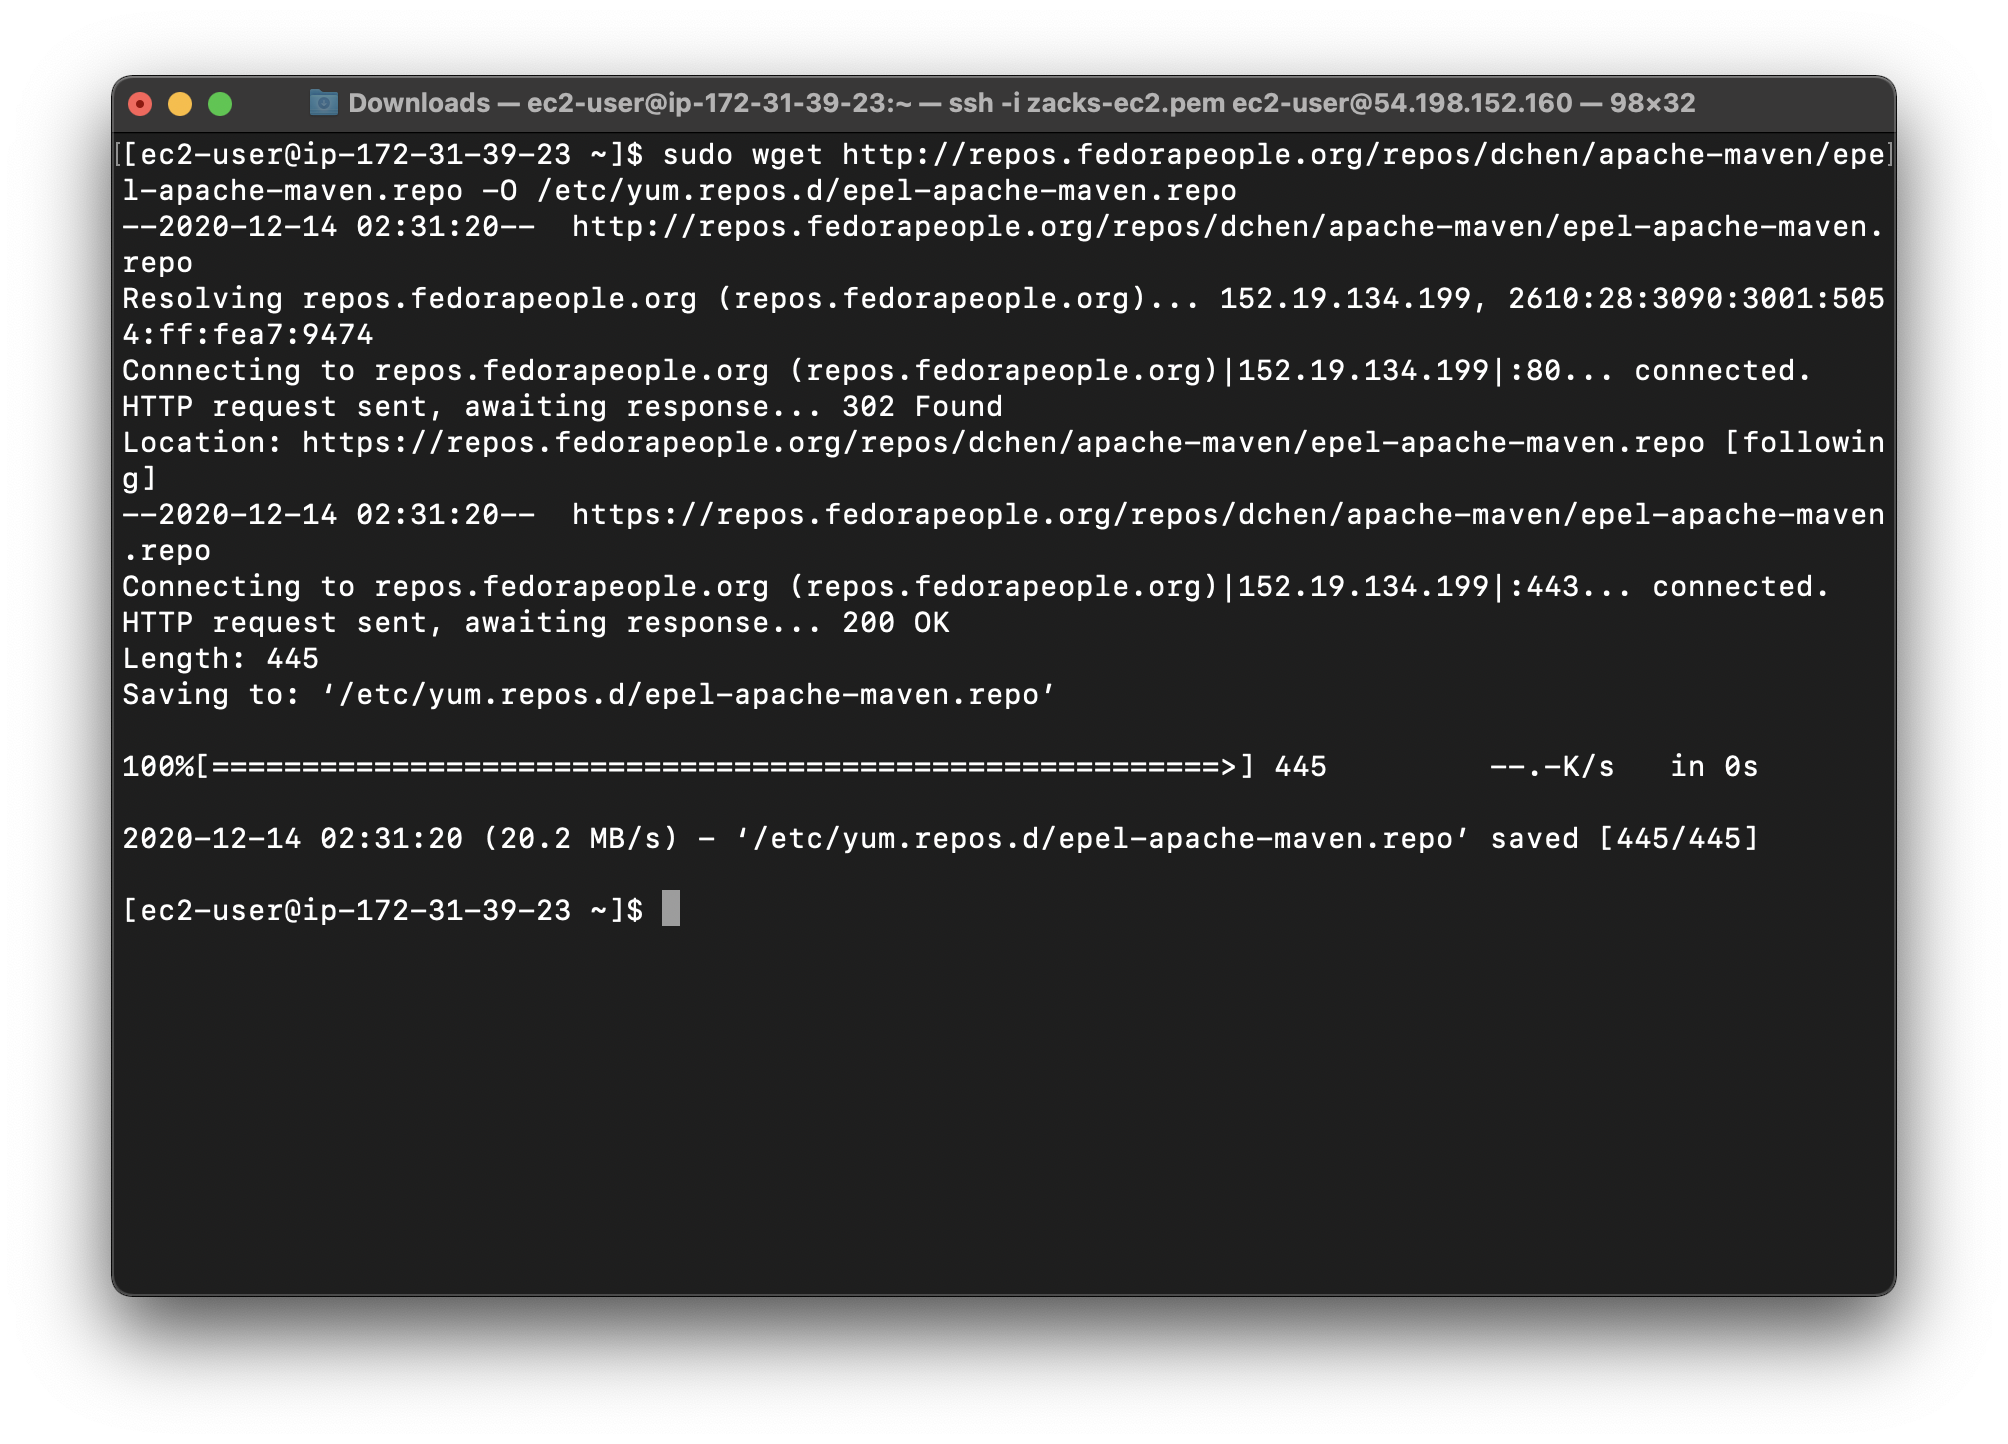 Downloads — ec2-user@ip-172-31-39-23:~ — ssh -i zacks-ec2.pem ec2-user@54.198.152.160 — 98×32
[ec2-user@ip-172-31-39-23 ~]$ sudo wget http://repos.fedorapeople.org/repos/dchen/apache-maven/epe
l-apache-maven.repo -O /etc/yum.repos.d/epel-apache-maven.repo
--2020-12-14 02:31:20--  http://repos.fedorapeople.org/repos/dchen/apache-maven/epel-apache-maven.
repo
Resolving repos.fedorapeople.org (repos.fedorapeople.org)... 152.19.134.199, 2610:28:3090:3001:505
4:ff:fea7:9474
Connecting to repos.fedorapeople.org (repos.fedorapeople.org)|152.19.134.199|:80... connected.
HTTP request sent, awaiting response... 302 Found
Location: https://repos.fedorapeople.org/repos/dchen/apache-maven/epel-apache-maven.repo [followin
g]
--2020-12-14 02:31:20--  https://repos.fedorapeople.org/repos/dchen/apache-maven/epel-apache-maven
.repo
Connecting to repos.fedorapeople.org (repos.fedorapeople.org)|152.19.134.199|:443... connected.
HTTP request sent, awaiting response... 200 OK
Length: 445
Saving to: ‘/etc/yum.repos.d/epel-apache-maven.repo’
100%[========================================================>] 445         --.-K/s   in 0s
2020-12-14 02:31:20 (20.2 MB/s) - ‘/etc/yum.repos.d/epel-apache-maven.repo’ saved [445/445]
[ec2-user@ip-172-31-39-23 ~]$